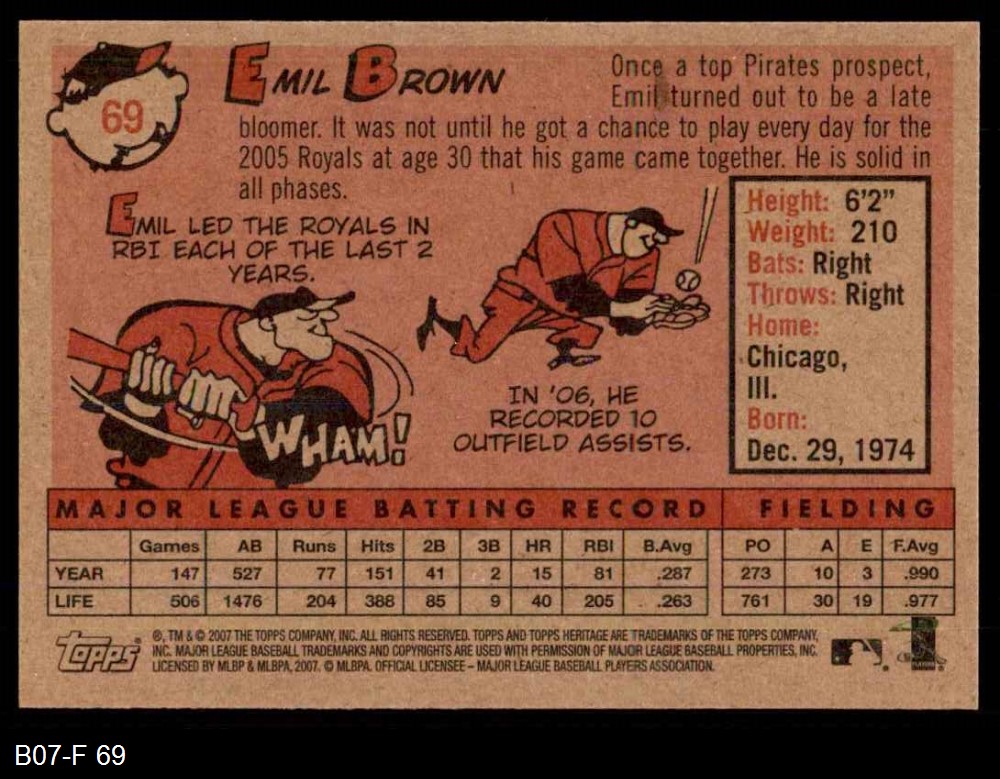 69
EMIL BROWN
Once a top Pirates prospect,
Emil turned out to be a late
bloomer. It was not until he got a chance to play every day for the
2005 Royals at age 30 that his game came together. He is solid in
all phases.
EMIL LED THE ROYALS IN
RBI EACH OF THE LAST 2
YEARS.
WHAM!
IN '06, HE
RECORDED 10
OUTFIELD ASSISTS.
Height: 6'2"
Weight: 210
Bats: Right
Throws: Right
Home:
Chicago,
Ill.
Born:
Dec. 29, 1974
MAJOR LEAGUE BATTING RECORD FIELDING
Games AB Runs Hits 2B 3B HR RBI B.Avg PO A E F.Avg
YEAR 147 527 77 151 41 2 15 81 .287 273 10 3 .990
LIFE 506 1476 204 388 85 9 40 205 .263 761 30 19 .977
Topps
®, TM & © 2007 THE TOPPS COMPANY, INC. ALL RIGHTS RESERVED. TOPPS AND TOPPS HERITAGE ARE TRADEMARKS OF THE TOPPS COMPANY,
INC. MAJOR LEAGUE BASEBALL TRADEMARKS AND COPYRIGHTS ARE USED WITH PERMISSION OF MAJOR LEAGUE BASEBALL PROPERTIES, INC.
LICENSED BY MLBP & MLBPA, 2007. © MLBPA. OFFICIAL LICENSEE – MAJOR LEAGUE BASEBALL PLAYERS ASSOCIATION.
B07-F 69